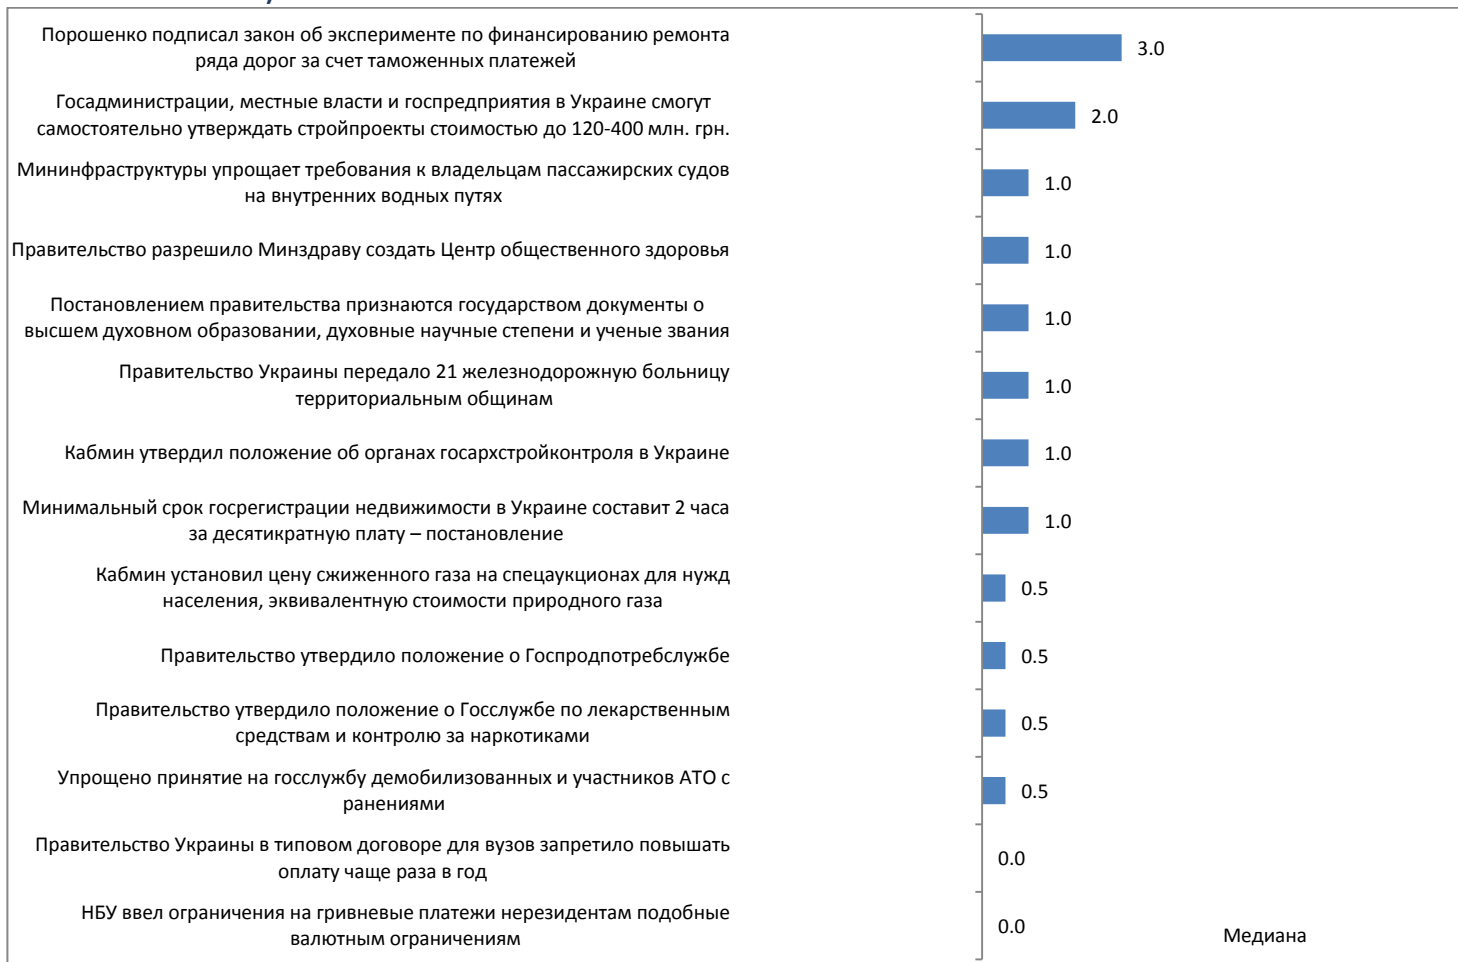 Порошенко подписал закон об эксперименте по финансированию ремонта
ряда дорог за счет таможенных платежей
3.0
Госадминистрации, местные власти и госпредприятия в Украине смогут
самостоятельно утверждать стройпроекты стоимостью до 120-400 млн. грн.
2.0
Мининфраструктуры упрощает требования к владельцам пассажирских судов
на внутренних водных путях
1.0
Правительство разрешило Минздраву создать Центр общественного здоровья
1.0
Постановлением правительства признаются государством документы о
высшем духовном образовании, духовные научные степени и ученые звания
1.0
Правительство Украины передало 21 железнодорожную больницу
территориальным общинам
1.0
Кабмин утвердил положение об органах госархстройконтроля в Украине
1.0
Минимальный срок госрегистрации недвижимости в Украине составит 2 часа
за десятикратную плату – постановление
1.0
Кабмин установил цену сжиженного газа на спецаукционах для нужд
населения, эквивалентную стоимости природного газа
0.5
Правительство утвердило положение о Госпродпотребслужбе
0.5
Правительство утвердило положение о Госслужбе по лекарственным
средствам и контролю за наркотиками
0.5
Упрощено принятие на госслужбу демобилизованных и участников АТО с
ранениями
0.5
Правительство Украины в типовом договоре для вузов запретило повышать
оплату чаще раза в год
0.0
НБУ ввел ограничения на гривневые платежи нерезидентам подобные
валютным ограничениям
0.0
Медиана